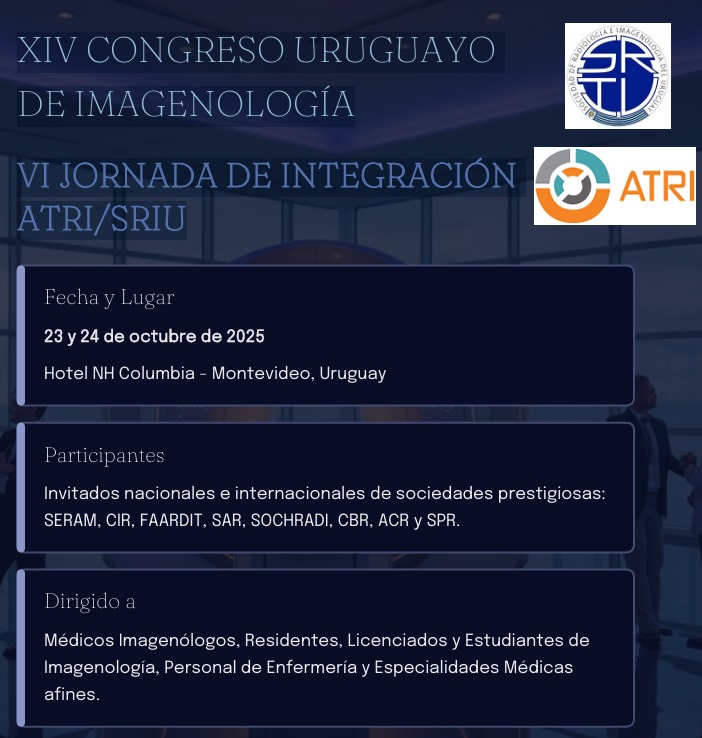 XIV CONGRESO URUGUAYO
DE IMAGENOLOGÍA
SOCIEDAD DE RADIOLOGÍA E IMAGENOLOGÍA DEL URUGUAY
SRIU
VI JORNADA DE INTEGRACIÓN
ATRI/SRIU
ATRI
Fecha y Lugar
23 y 24 de octubre de 2025
Hotel NH Columbia - Montevideo, Uruguay
Participantes
Invitados nacionales e internacionales de sociedades prestigiosas:
SERAM, CIR, FAARDIT, SAR, SOCHRADI, CBR, ACR y SPR.
Dirigido a
Médicos Imagenólogos, Residentes, Licenciados y Estudiantes de
Imagenología, Personal de Enfermería y Especialidades Médicas
afines.